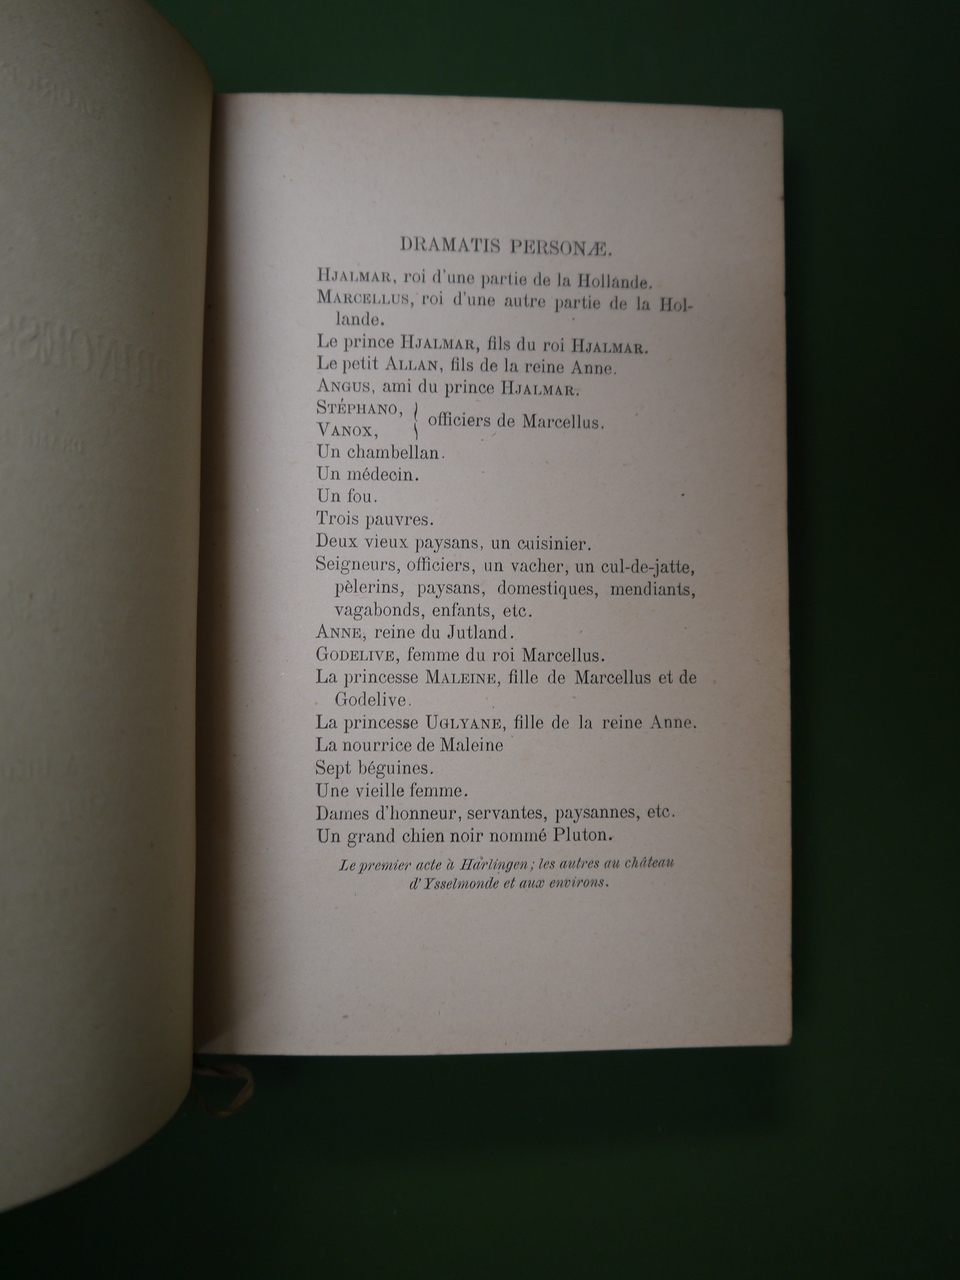 DRAMATIS PERSONÆ.
HJALMAR, roi d'une partie de la Hollande.
MARCELLUS, roi d'une autre partie de la Hol-
lande.
Le prince HJALMAR, fils du roi HJALMAR.
Le petit ALLAN, fils de la reine Anne.
ANGUS, ami du prince HJALMAR.
STÉPHANO,
VANOX,
officiers de Marcellus.
Un chambellan.
Un médecin.
Un fou.
Trois pauvres.
Deux vieux paysans, un cuisinier.
Seigneurs, officiers, un vacher, un cul-de-jatte,
pèlerins, paysans, domestiques, mendiants,
vagabonds, enfants, etc.
ANNE, reine du Jutland.
GODELIVE, femme du roi Marcellus.
La princesse MALEINE, fille de Marcellus et de
Godelive.
La princesse UGLYANE, fille de la reine Anne.
La nourrice de Maleine
Sept béguines.
Une vieille femme.
Dames d'honneur, servantes, paysannes, etc.
Un grand chien noir nommé Pluton.
Le premier acte à Harlingen; les autres au château
d'Ysselmonde et aux environs.